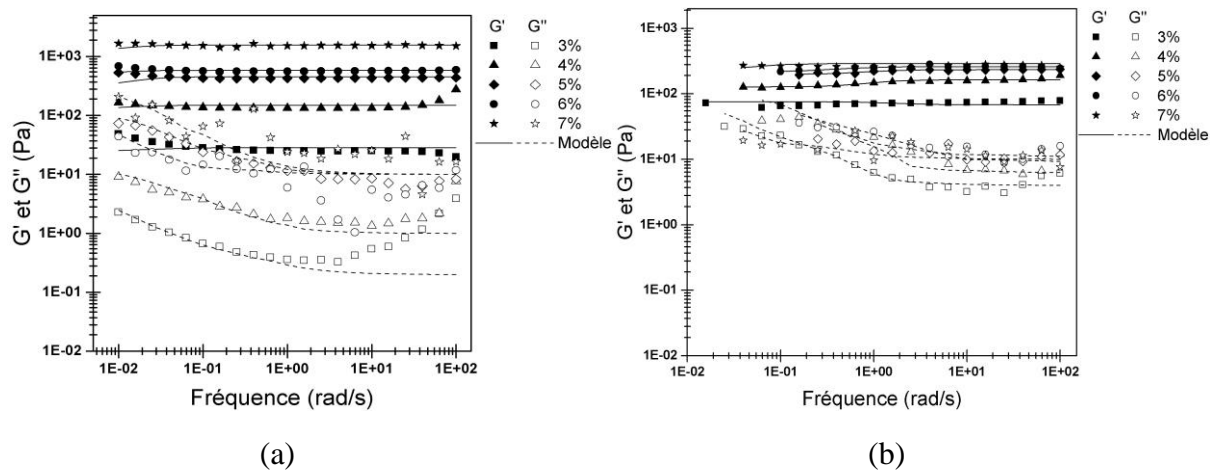 G' G"
3%
4%
5%
6%
7%
Modèle
1E+03
1E+02
1E+01
1E+00
1E-01
1E-02
G' et G" (Pa)
1E-02 1E-01 1E+00 1E+01 1E+02
Fréquence (rad/s)
(a)
G' G"
3%
4%
5%
6%
7%
Modèle
1E+03
1E+02
1E+01
1E+00
1E-01
1E-02
G' et G" (Pa)
1E-02 1E-01 1E+00 1E+01 1E+02
Fréquence (rad/s)
(b)